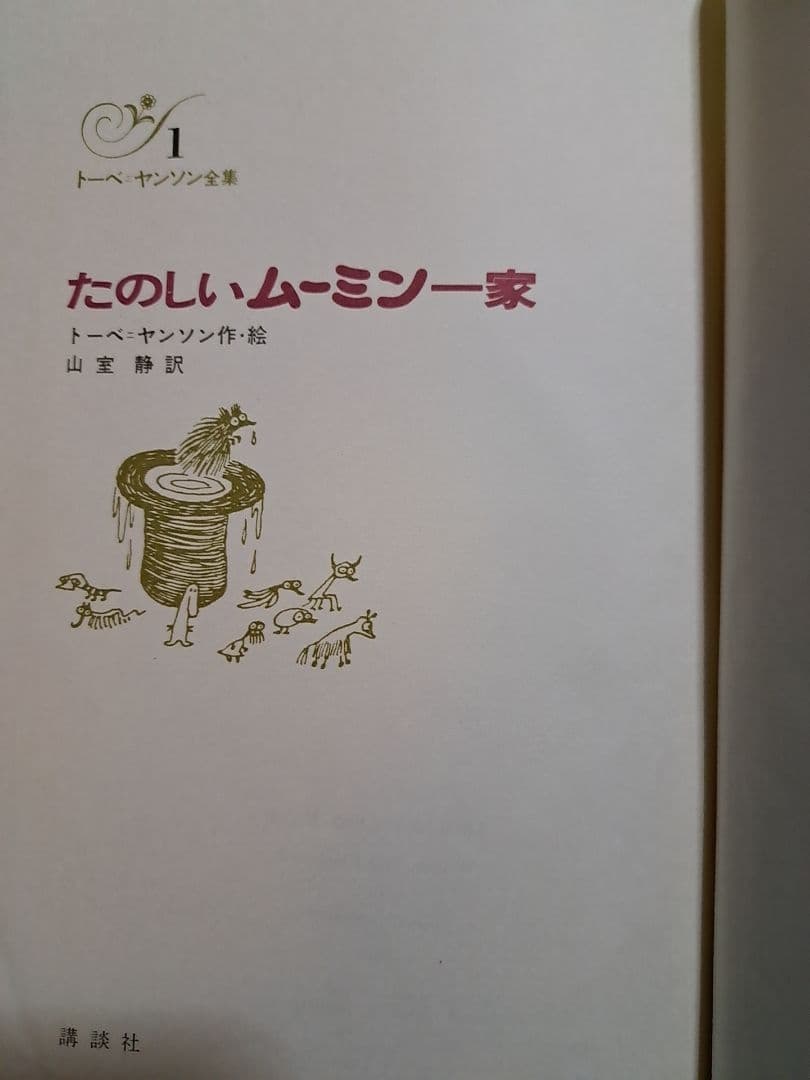 1
トーベ=ヤンソン全集
たのしいムーミン一家
トーベ=ヤンソン作・絵
山室 静訳
講談社